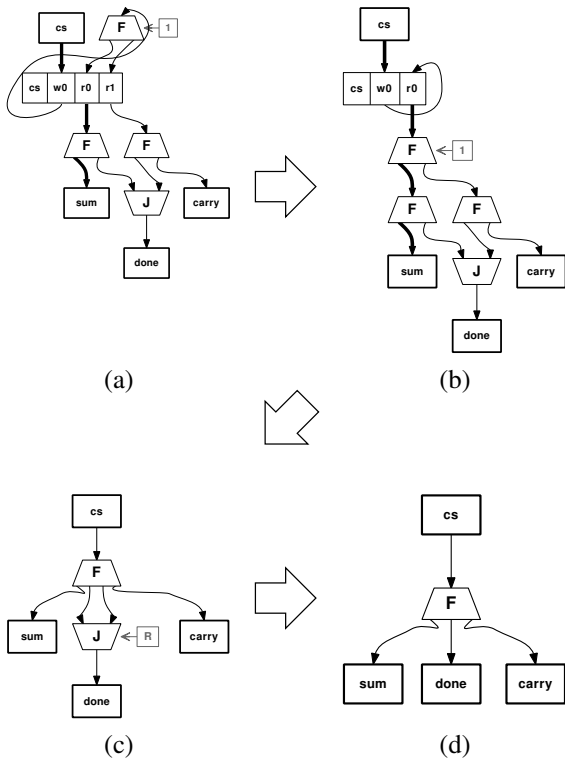 cs
F
1
cs w0 r0 r1
F F
sum J carry
done
(a)
cs
cs w0 r0
F 1
F F
sum J carry
done
(b)
cs
F
sum J R carry
done
(c)
cs
F
sum done carry
(d)